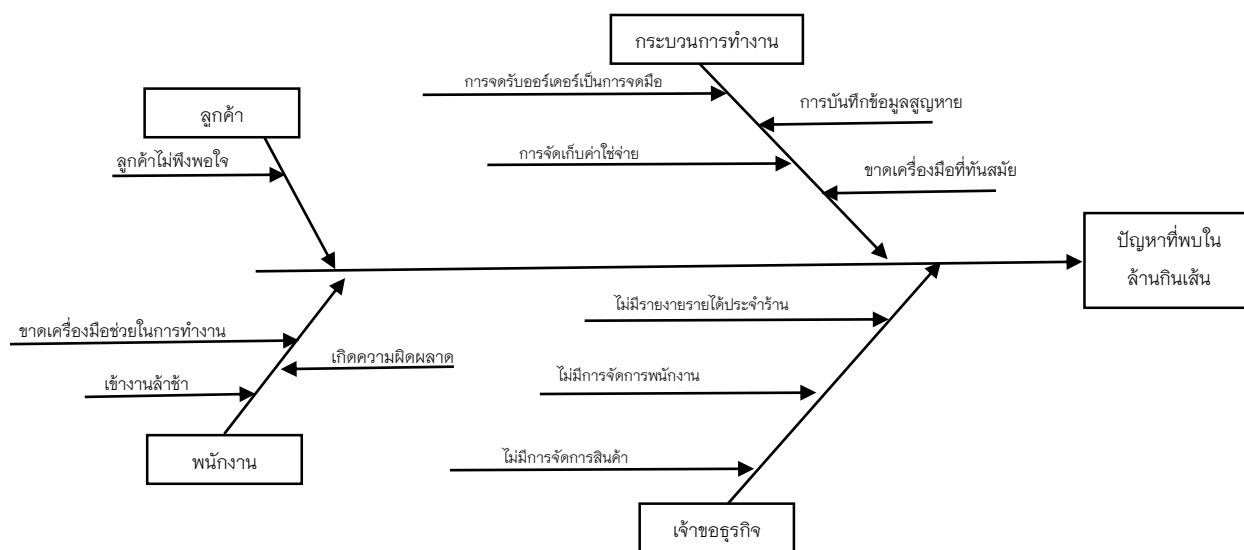 กระบวนการทำงาน
การจดรับออร์เดอร์เป็นการจดมือ
การบันทึกข้อมูลสูญหาย
ลูกค้า
ลูกค้าไม่พึงพอใจ
การจัดเก็บค่าใช่จ่าย
ขาดเครื่องมือที่ทันสมัย
ปัญหาที่พบใน
ล้านกินเส้น
ไม่มีรายงายรายได้ประจำร้าน
ขาดเครื่องมือช่วยในการทำงาน
เกิดความผิดผลาด
เข้างานล้าช้า
ไม่มีการจัดการพนักงาน
พนักงาน
ไม่มีการจัดการสินค้า
เจ้าขอธุรกิจ